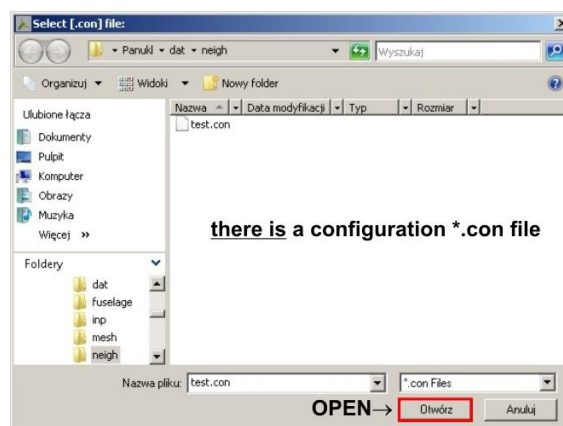 Select [.con] file:
Panukl dat neigh
Wyszukaj
Organizuj Widoki Nowy folder
Ulubione łącza
Dokumenty
Pulpit
Komputer
Obrazy
Muzyka
Więcej »
Foldery
dat
fuselage
inp
mesh
neigh
Nazwa Data modyfikacji Typ Rozmiar
test.con
there is a configuration *.con file
Nazwa pliku: test.con
*.con Files
OPEN→ Otwórz Anuluj